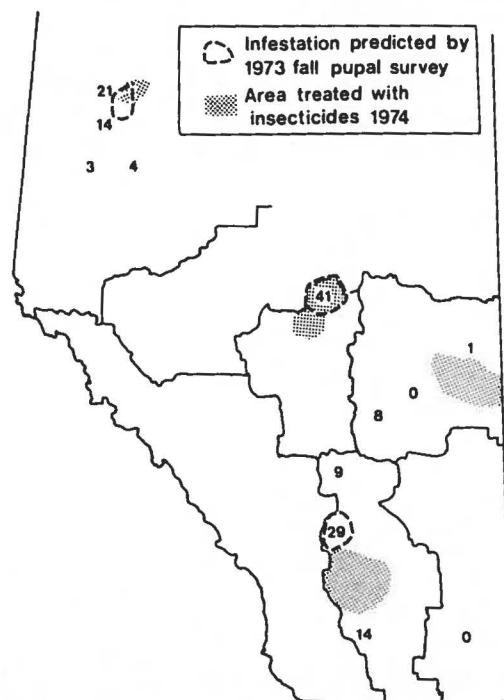 Infestation predicted by
1973 fall pupal survey
Area treated with
insecticides 1974
21
14
3 4
41
1
0
8
9
29
14
0